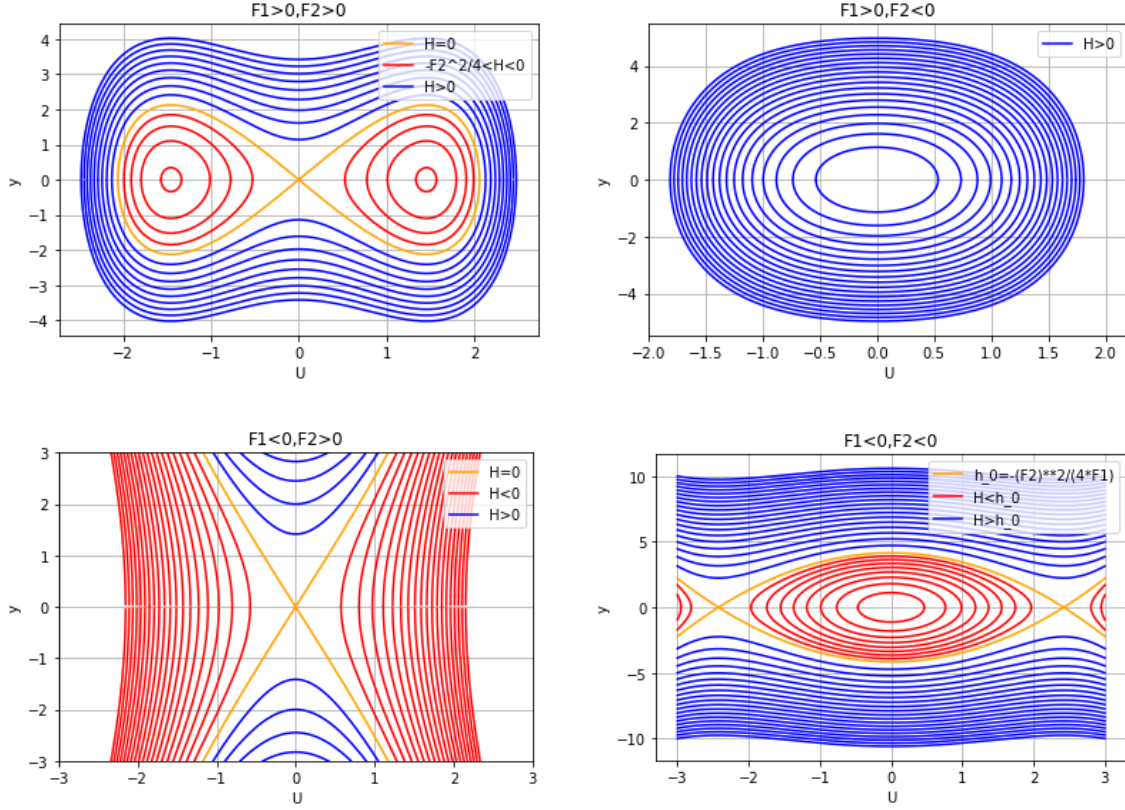 F1>0,F2>0
H=0
-F2^2/4<H<0
H>0
4
3
2
1
0
-1
-2
-3
-4
y
-2
-1
0
1
2
U
F1>0,F2<0
H>0
4
2
0
-2
-4
y
-2.0
-1.5
-1.0
-0.5
0.0
0.5
1.0
1.5
2.0
U
F1<0,F2>0
H=0
H<0
H>0
3
2
1
0
-1
-2
-3
y
-3
-2
-1
0
1
2
3
U
F1<0,F2<0
h_0=-(F2)**2/(4*F1)
H<h_0
H>h_0
10
5
0
-5
-10
y
-3
-2
-1
0
1
2
3
U